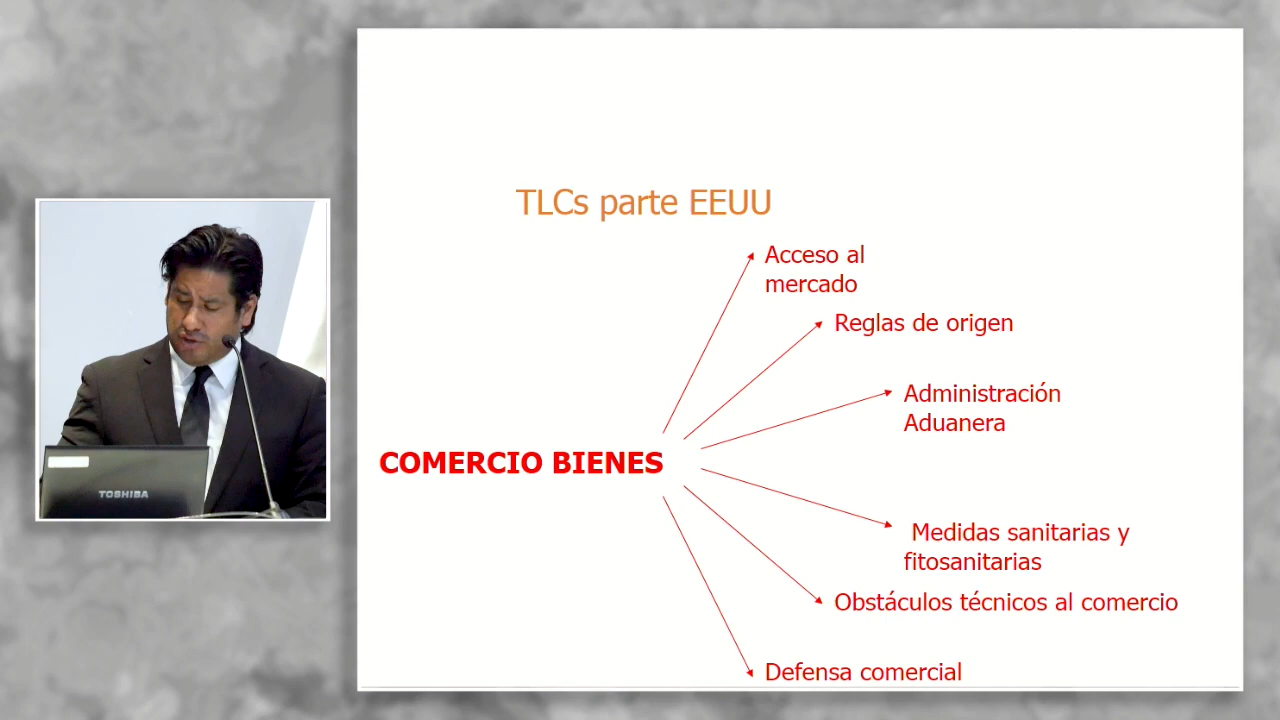 TLCs parte EEUU
Acceso al
mercado
Reglas de origen
Administración
Aduanera
COMERCIO BIENES
Medidas sanitarias y
fitosanitarias
Obstáculos técnicos al comercio
Defensa comercial
TOSHIBA